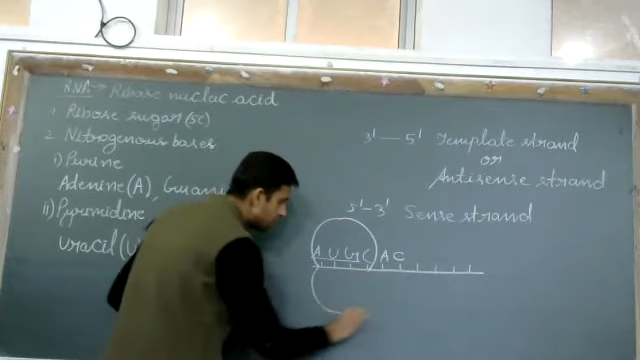 RNA → Ribose nucleic acid
1. Ribose sugar (5C)
2. Nitrogenous bases
i) Purine
Adenine (A), Guani
ii) Pyremidine
Uracil (U
3' — 5' Template strand
or
Antisense strand
5' – 3' Sense strand
A U G C A C